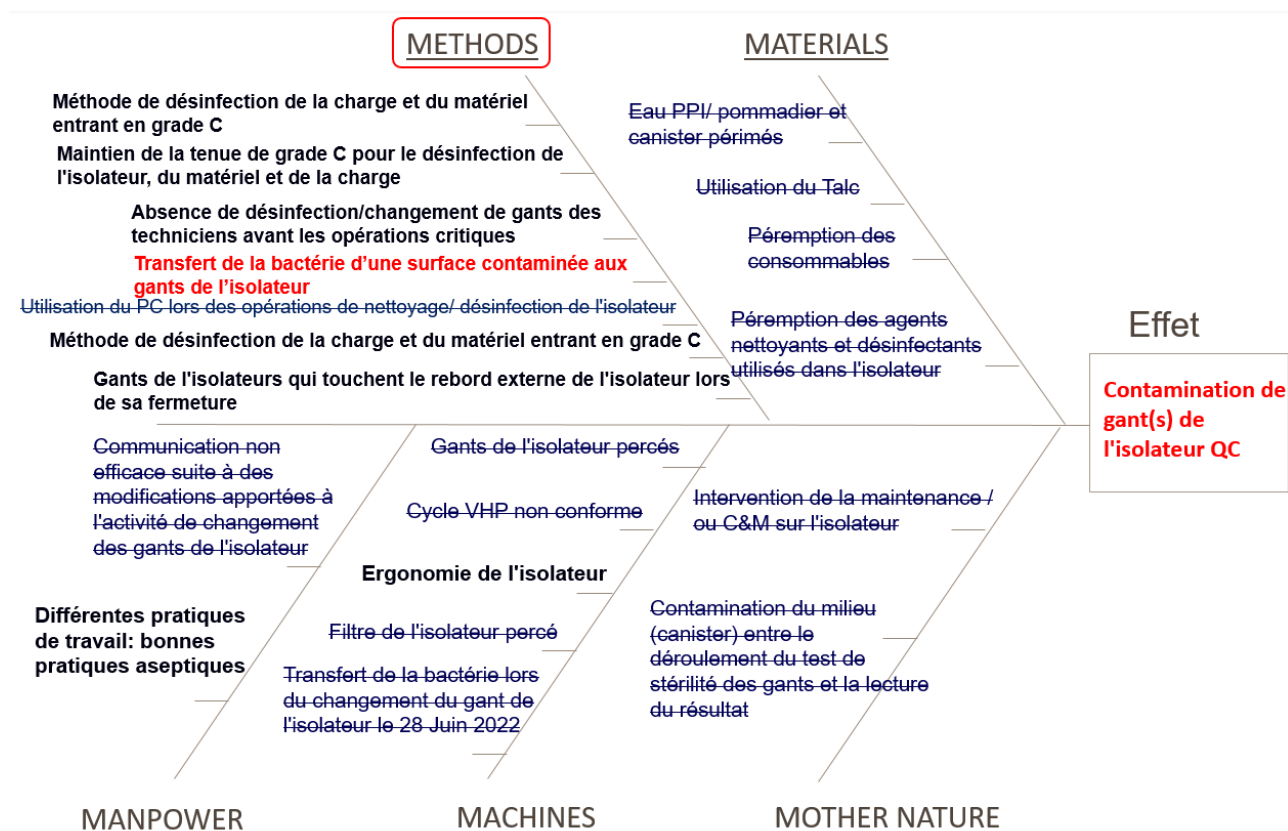 METHODS
MATERIALS
Méthode de désinfection de la charge et du matériel
entrant en grade C
Maintien de la tenue de grade C pour le désinfection de
l'isolateur, du matériel et de la charge
Absence de désinfection/changement de gants des
techniciens avant les opérations critiques
Transfert de la bactérie d’une surface contaminée aux
gants de l’isolateur
Utilisation du PC lors des opérations de nettoyage/ désinfection de l'isolateur
Méthode de désinfection de la charge et du matériel entrant en grade C
Gants de l'isolateurs qui touchent le rebord externe de l'isolateur lors
de sa fermeture
Eau PPI/ pommadier et
canister périmés
Utilisation du Talc
Péremption des
consommables
Péremption des agents
nettoyants et désinfectants
utilisés dans l'isolateur
Effet
Contamination de
gant(s) de
l'isolateur QC
Communication non
efficace suite à des
modifications apportées à
l'activité de changement
des gants de l'isolateur
Différentes pratiques
de travail: bonnes
pratiques aseptiques
Gants de l'isolateur percés
Cycle VHP non conforme
Ergonomie de l'isolateur
Filtre de l'isolateur percé
Transfert de la bactérie lors
du changement du gant de
l'isolateur le 28 Juin 2022
Intervention de la maintenance /
ou C&M sur l'isolateur
Contamination du milieu
(canister) entre le
déroulement du test de
stérilité des gants et la lecture
du résultat
MANPOWER
MACHINES
MOTHER NATURE